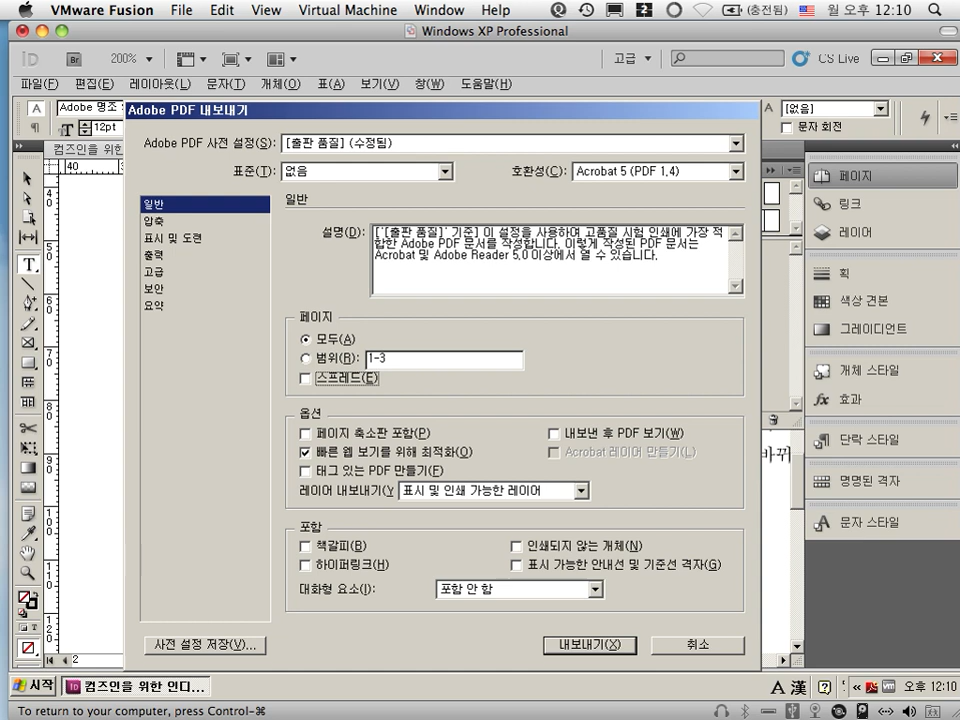 VMware Fusion File Edit View Virtual Machine Window Help (충전됨) 월 오후 12:10
Windows XP Professional
Br 200% 고급 CS Live
파일(F) 편집(E) 레이아웃(L) 문자(T) 개체(O) 표(A) 보기(V) 창(W) 도움말(H)
A Adobe 명조 [없음]
12pt 문자 회전
Adobe PDF 내보내기
컴즈인을 위한
Adobe PDF 사전 설정(S): [출판 품질] (수정됨)
표준(T): 없음 호환성(C): Acrobat 5 (PDF 1.4)
일반
압축
표시 및 도련
출력
고급
보안
요약
일반
설명(D): ['[출판 품질]' 기준] 이 설정을 사용하여 고품질 시험 인쇄에 가장 적
합한 Adobe PDF 문서를 작성합니다. 이렇게 작성된 PDF 문서는
Acrobat 및 Adobe Reader 5.0 이상에서 열 수 있습니다.
페이지
모두(A)
범위(R): 1-3
스프레드(E)
옵션
페이지 축소판 포함(P) 내보낸 후 PDF 보기(W)
빠른 웹 보기를 위해 최적화(O) Acrobat 레이어 만들기(L)
태그 있는 PDF 만들기(F)
레이어 내보내기(Y 표시 및 인쇄 가능한 레이어
포함
책갈피(B) 인쇄되지 않는 개체(N)
하이퍼링크(H) 표시 가능한 안내선 및 기준선 격자(G)
대화형 요소(I): 포함 안 함
사전 설정 저장(V)... 내보내기(X) 취소
페이지
링크
레이어
획
색상 견본
그레이디언트
개체 스타일
효과
단락 스타일
명명된 격자
문자 스타일
바꾸
40
2
시작 컴즈인을 위한 인디... A 漢 오후 12:10
To return to your computer, press Control-⌘